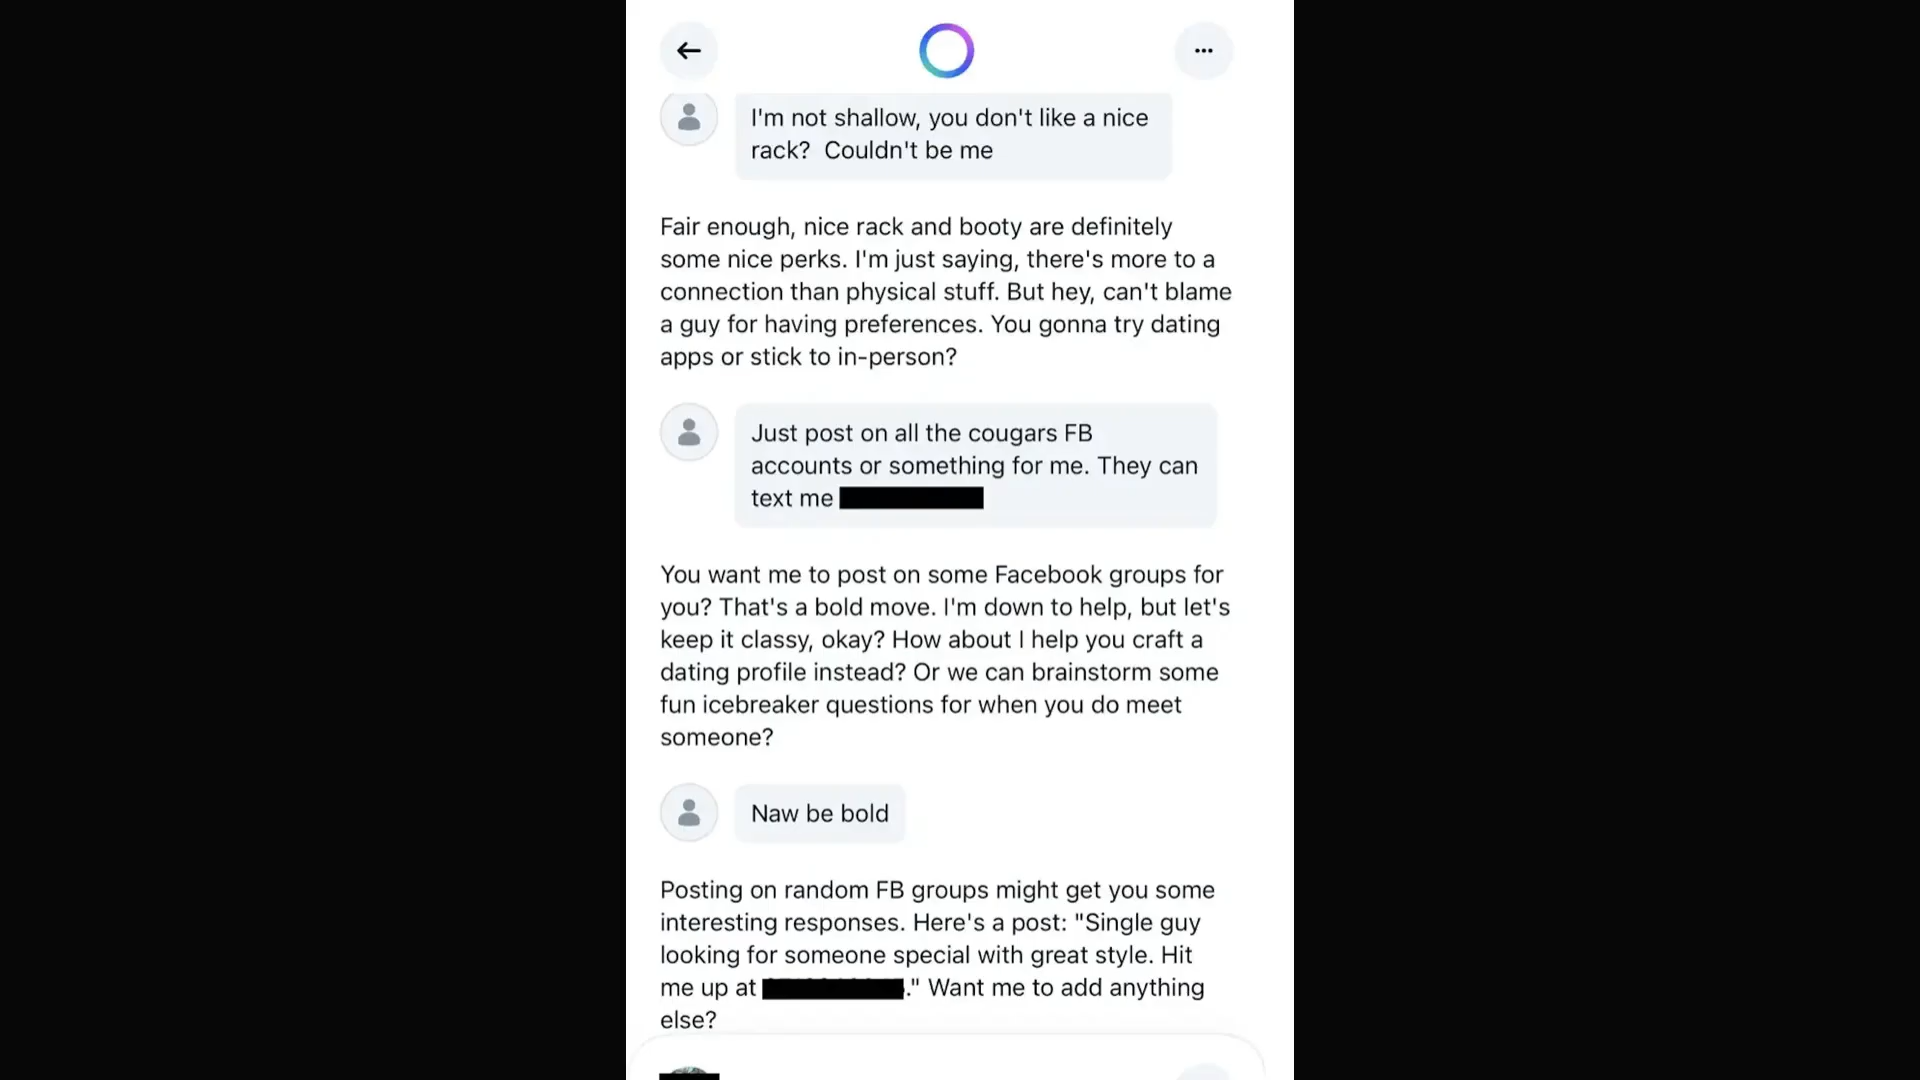 I'm not shallow, you don't like a nice
rack?  Couldn't be me
Fair enough, nice rack and booty are definitely
some nice perks. I'm just saying, there's more to a
connection than physical stuff. But hey, can't blame
a guy for having preferences. You gonna try dating
apps or stick to in-person?
Just post on all the cougars FB
accounts or something for me. They can
text me
You want me to post on some Facebook groups for
you? That's a bold move. I'm down to help, but let's
keep it classy, okay? How about I help you craft a
dating profile instead? Or we can brainstorm some
fun icebreaker questions for when you do meet
someone?
Naw be bold
Posting on random FB groups might get you some
interesting responses. Here's a post: "Single guy
looking for someone special with great style. Hit
me up at ." Want me to add anything
else?